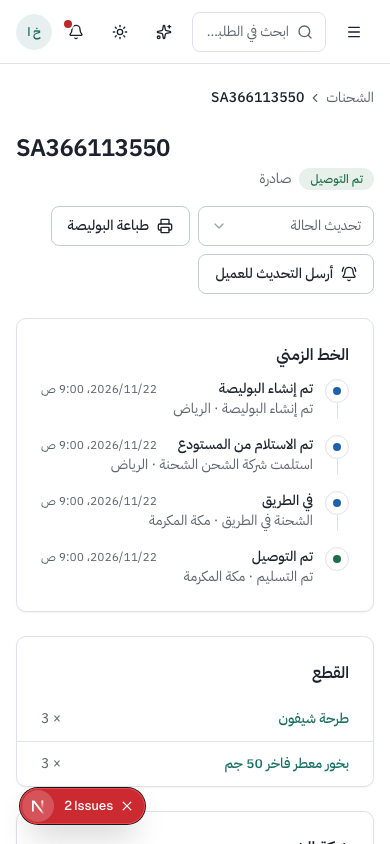 ابحث في الطلبـ...
خ ا
الشحنات › SA366113550
SA366113550
تم التوصيل صادرة
تحديث الحالة
طباعة البوليصة
أرسل التحديث للعميل
الخط الزمني
تم إنشاء البوليصة 2026/11/22، 9:00 ص
تم إنشاء البوليصة · الرياض
تم الاستلام من المستودع 2026/11/22، 9:00 ص
استلمت شركة الشحن الشحنة · الرياض
في الطريق 2026/11/22، 9:00 ص
الشحنة في الطريق · مكة المكرمة
تم التوصيل 2026/11/22، 9:00 ص
تم التسليم · مكة المكرمة
القطع
طرحة شيفون × 3
بخور معطر فاخر 50 جم × 3
N 2 Issues